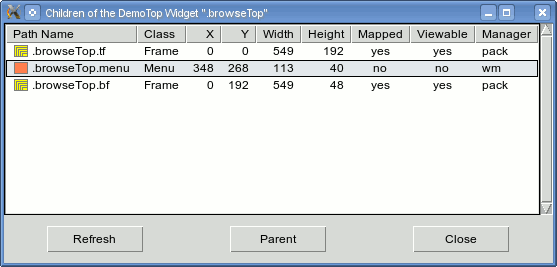 Children of the DemoTop Widget ".browseTop"
Path Name Class X Y Width Height Mapped Viewable Manager
.browseTop.tf Frame 0 0 549 192 yes yes pack
.browseTop.menu Menu 348 268 113 40 no no wm
.browseTop.bf Frame 0 192 549 48 yes yes pack
Refresh Parent Close